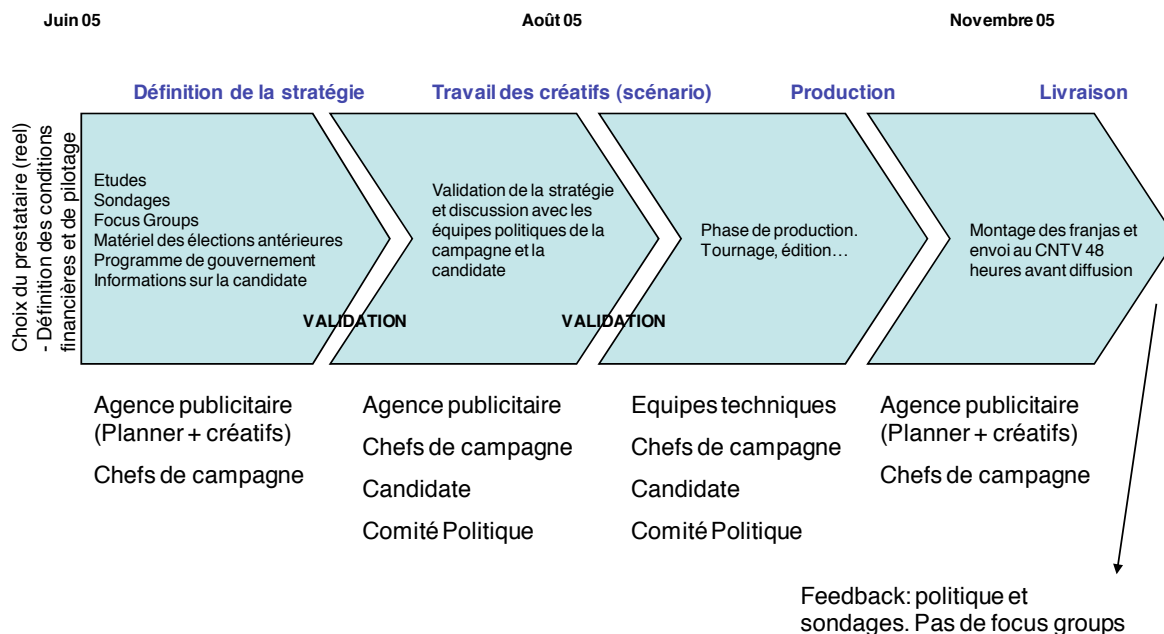 Juin 05
Août 05
Novembre 05
Définition de la stratégie
Travail des créatifs (scénario)
Production
Livraison
Choix du prestataire (reel)
- Définition des conditions
financières et de pilotage
Etudes
Sondages
Focus Groups
Matériel des élections antérieures
Programme de gouvernement
Informations sur la candidate
VALIDATION
Validation de la stratégie
et discussion avec les
équipes politiques de la
campagne et la
candidate
VALIDATION
Phase de production.
Tournage, édition…
Montage des franjas et
envoi au CNTV 48
heures avant diffusion
Agence publicitaire
(Planner + créatifs)
Chefs de campagne
Agence publicitaire
Chefs de campagne
Candidate
Comité Politique
Equipes techniques
Chefs de campagne
Candidate
Comité Politique
Agence publicitaire
(Planner + créatifs)
Chefs de campagne
Feedback: politique et
sondages. Pas de focus groups